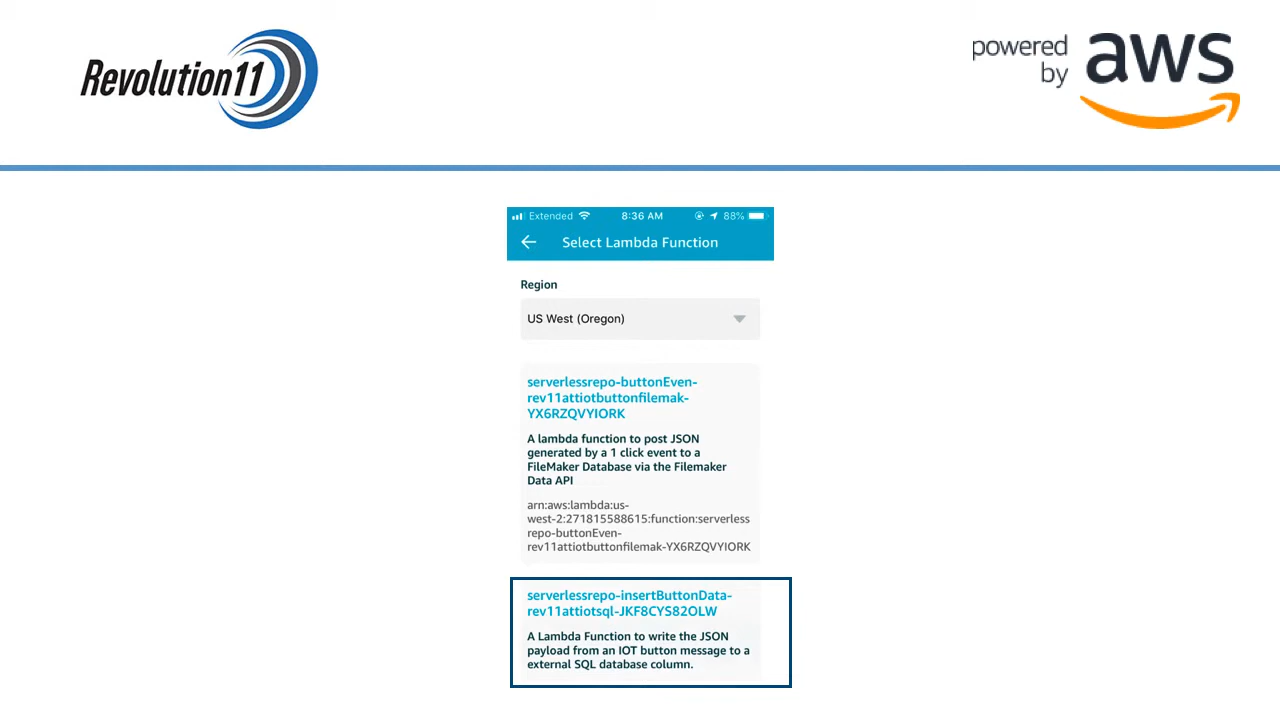 Revolution11
powered
by
aws
Extended
8:36 AM
88%
Select Lambda Function
Region
US West (Oregon)
serverlessrepo-buttonEven-
rev11attiotbuttonfilemak-
YX6RZQVYIORK
A lambda function to post JSON
generated by a 1 click event to a
FileMaker Database via the Filemaker
Data API
arn:aws:lambda:us-
west-2:271815588615:function:serverless
repo-buttonEven-
rev11attiotbuttonfilemak-YX6RZQVYIORK
serverlessrepo-insertButtonData-
rev11attiotsql-JKF8CYS82OLW
A Lambda Function to write the JSON
payload from an IOT button message to a
external SQL database column.